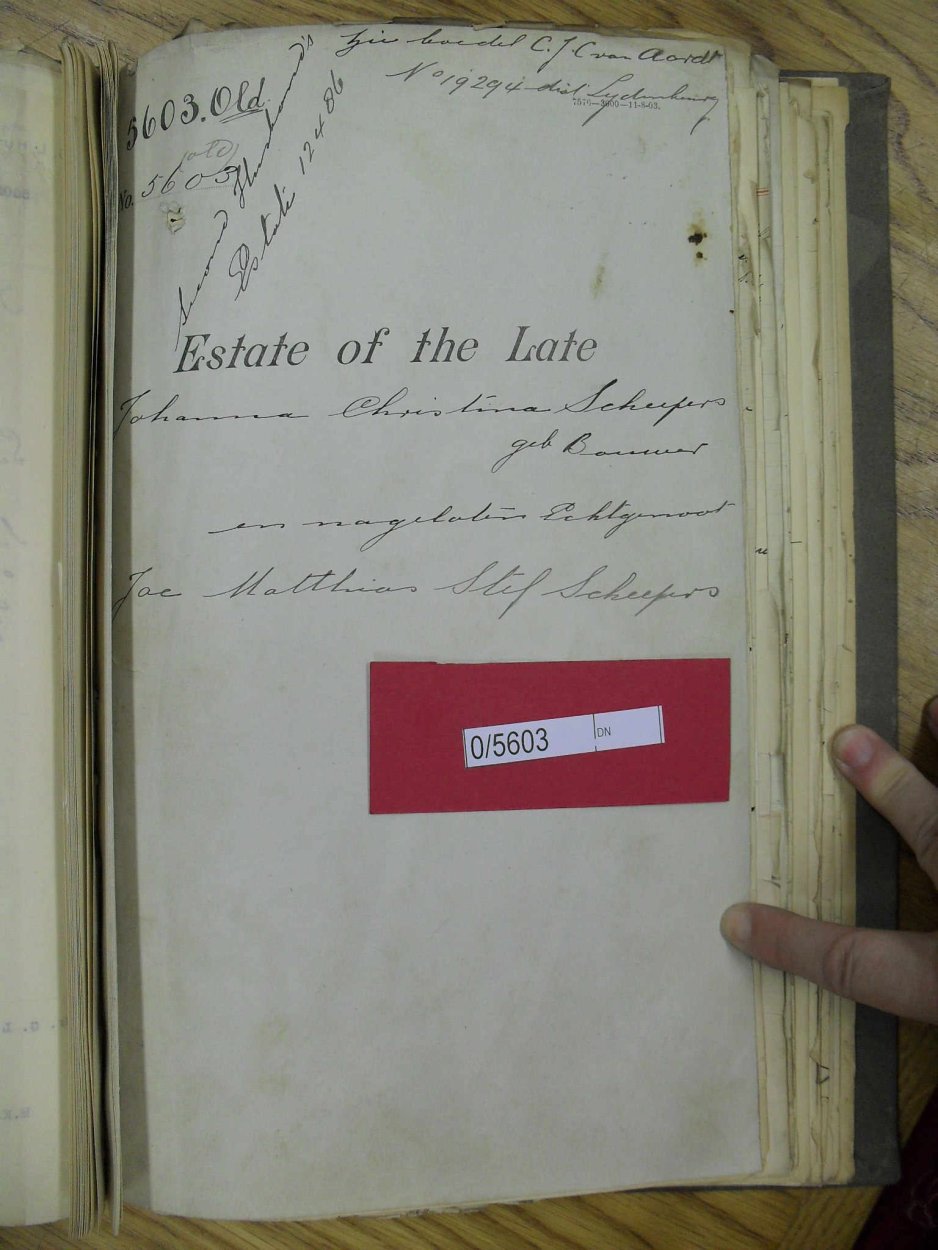 Zie boedel C. J. C van Aardt
No 19294 dist Lydenburg
7576—3000—11-8-03.
5603. Old
old
No. 5603
Second Husband's
Estate 12486
Estate of the Late
Johanna Christina Scheepers
geb Bouwer
en nagelaten Echtgenoot
Jac Matthias Stef Scheepers
0/5603
DN